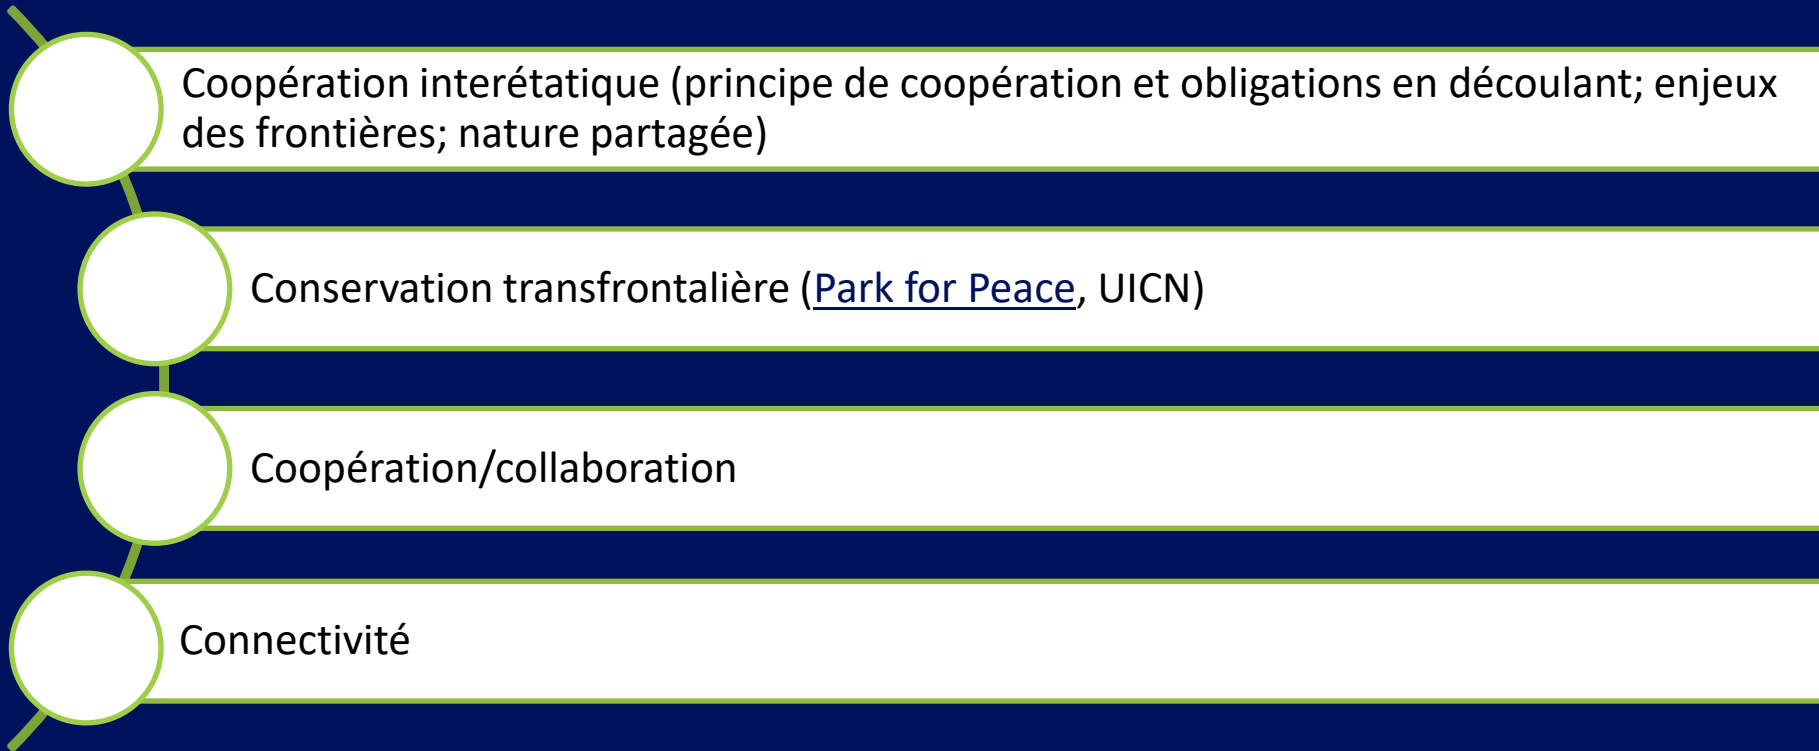 Coopération interétatique (principe de coopération et obligations en découlant; enjeux
des frontières; nature partagée)
Conservation transfrontalière (Park for Peace, UICN)
Coopération/collaboration
Connectivité